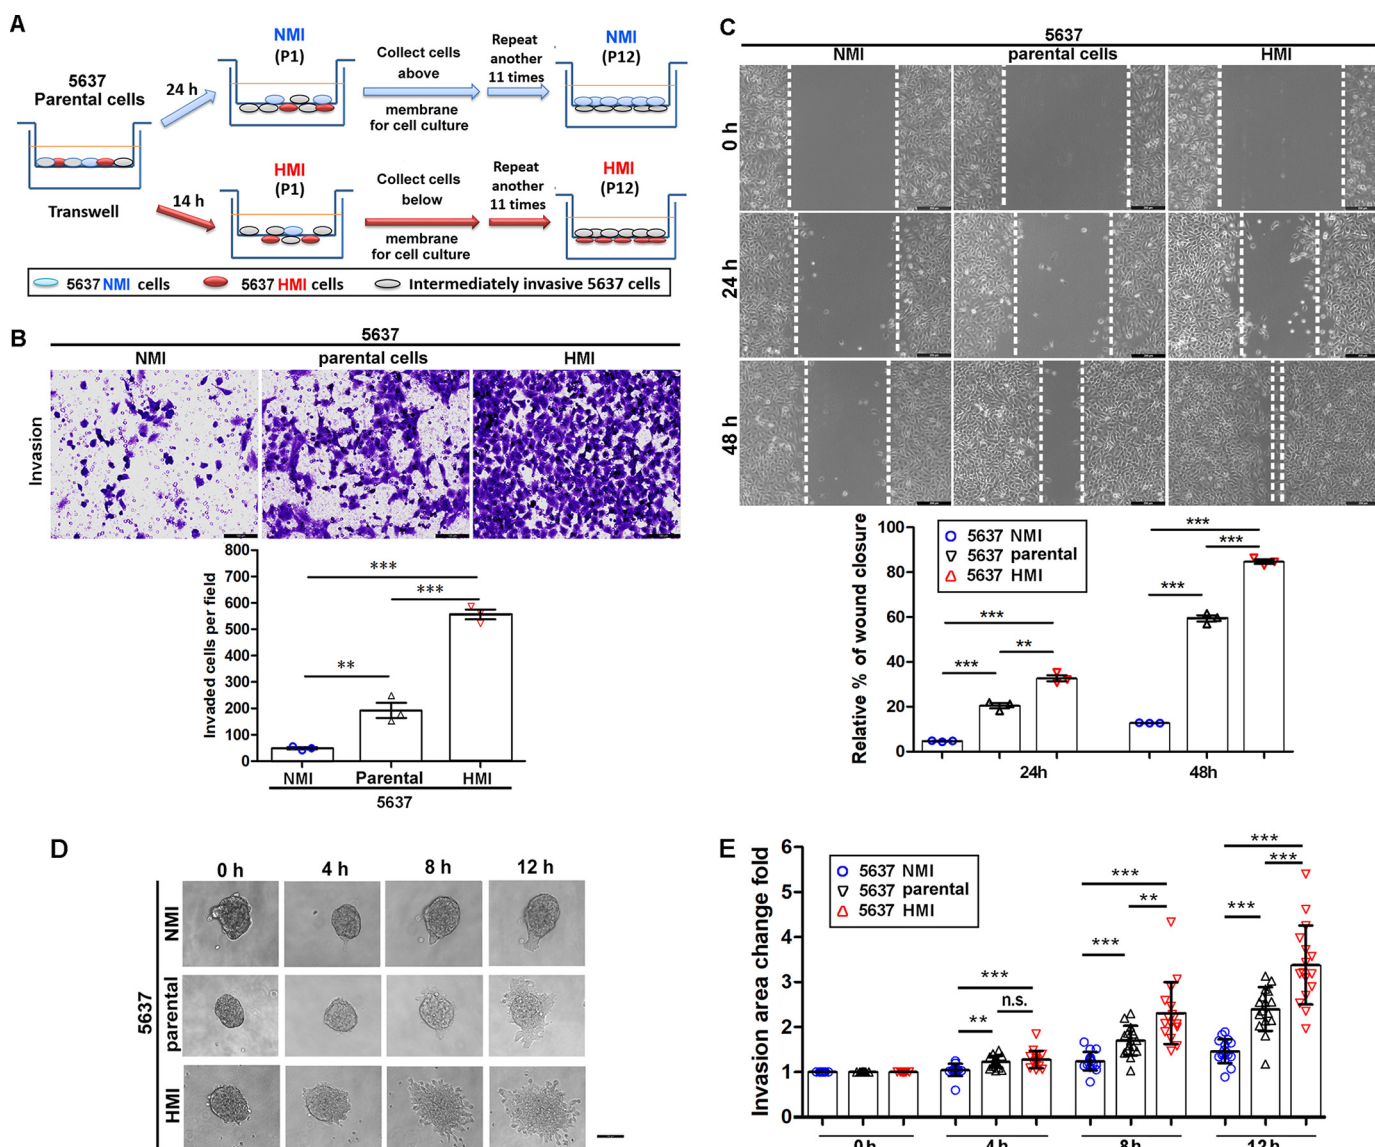 A
5637
Parental cells
Transwell
24 h
14 h
NMI
(P1)
Collect cells
above
membrane
for cell culture
Repeat
another
11 times
NMI
(P12)
HMI
(P1)
Collect cells
below
membrane
for cell culture
Repeat
another
11 times
HMI
(P12)
5637 NMI cells
5637 HMI cells
Intermediately invasive 5637 cells
B
5637
NMI parental cells HMI
Invasion
Invaded cells per field
800
700
600
500
400
300
200
100
0
***
***
**
NMI Parental HMI
5637
C
5637
NMI parental cells HMI
0 h
24 h
48 h
Relative % of wound closure
100
80
60
40
20
0
5637 NMI
5637 parental
5637 HMI
***
***
**
***
***
***
24h 48h
D
0 h 4 h 8 h 12 h
5637
NMI
parental
HMI
E
Invasion area change fold
6
5
4
3
2
1
0
5637 NMI
5637 parental
5637 HMI
***
n.s.
**
***
**
***
***
***
***
0h 4h 8h 12h